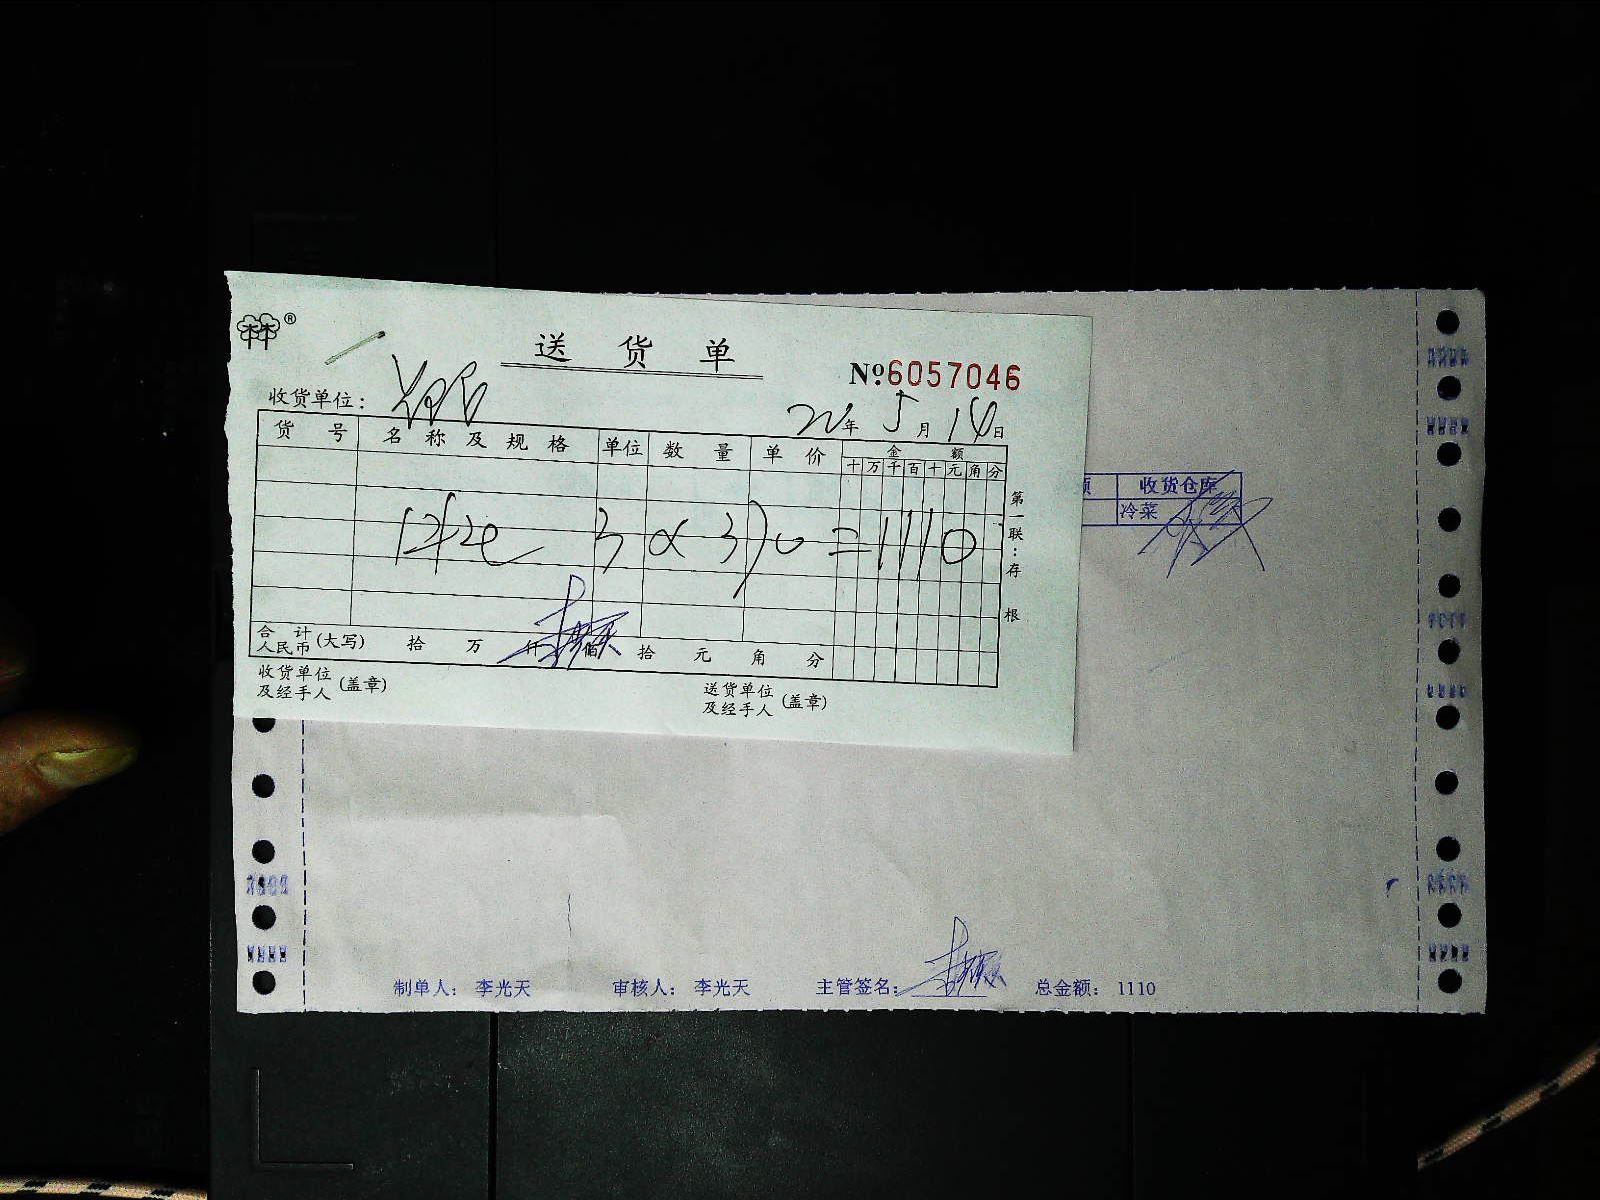 ®
送货单
№6057046
收货单位：
22年5月14日
货号 名称及规格 单位 数量 单价 金额
十万千百十元角分
3 × 370 = 1110
第一联：存根
合计人民币(大写) 拾 万 仟 佰 拾 元 角 分
收货单位及经手人(盖章) 送货单位及经手人(盖章)
收货仓库
冷菜
制单人： 李光天 审核人： 李光天 主管签名： 总金额： 1110